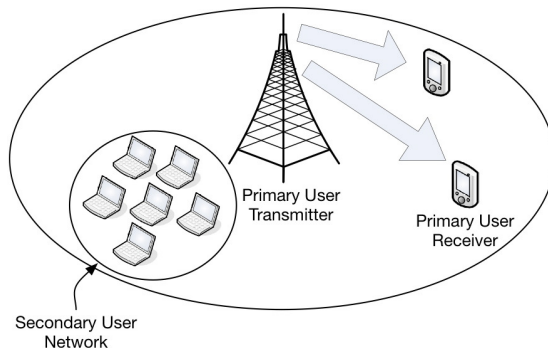 Primary User
Transmitter
Primary User
Receiver
Secondary User
Network